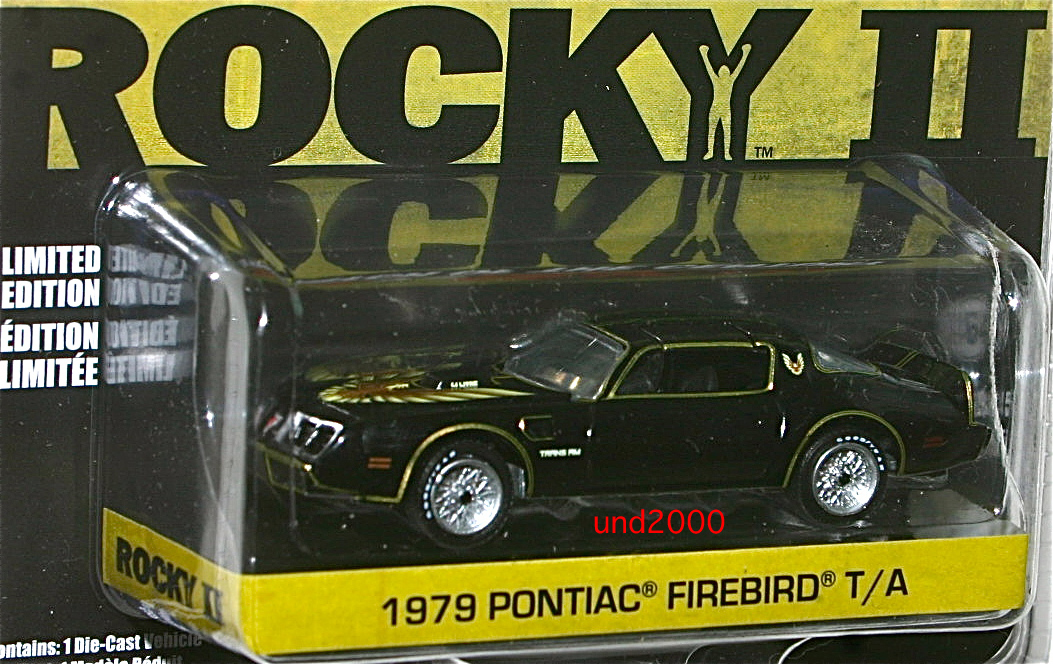 ROCKY II
TM
LIMITED
EDITION
ÉDITION
LIMITÉE
TRANS AM
und2000
ROCKY II
1979 PONTIAC® FIREBIRD® T/A
ontains: 1 Die-Cast Vehicle